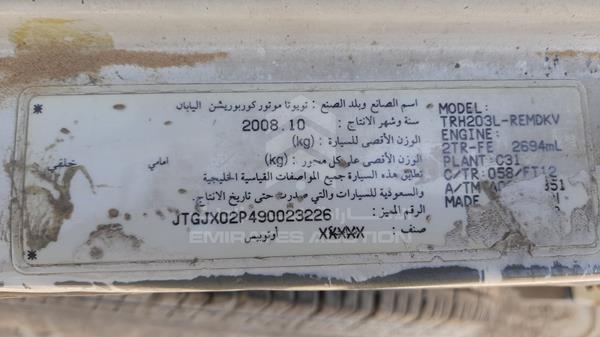 اسم الصانع وبلد الصنع : تويوتا موتور كوربوريشن اليابان
سنة وشهر الانتاج : 2008.10
الوزن الأقصى للسيارة : (kg)
الوزن الأقصى على كل محور : (kg) امامي خلفي
تطابق هذه السيارة جميع المواصفات القياسية الخليجية
والسعودية للسيارات والتي صدرت حتى تاريخ الانتاج.
الرقم المميز : JTGJX02P490023226
صنف : XXXXX أوتوبيس
MODEL:
TRH203L-REMDKV
ENGINE:
2TR-FE 2694mL
PLANT: C31
C/TR: 058/FT12
A/TM: 351
MADE
EMIRATES AUCTION